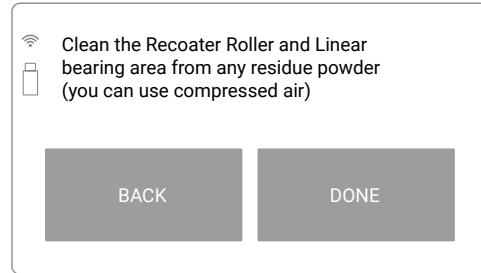 Clean the Recoater Roller and Linear
bearing area from any residue powder
(you can use compressed air)
BACK
DONE